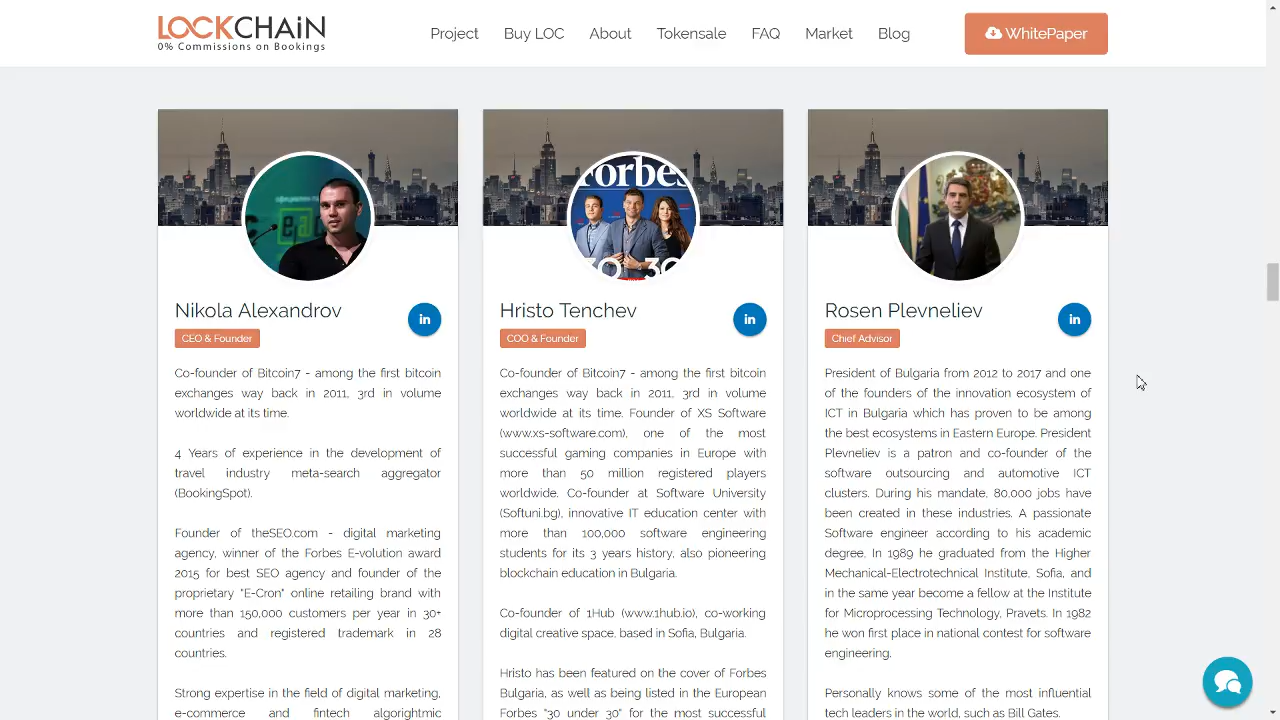 LOCKCHAiN
0% Commissions on Bookings
Project
Buy LOC
About
Tokensale
FAQ
Market
Blog
WhitePaper
Nikola Alexandrov
in
CEO & Founder
Co-founder of Bitcoin7 - among the first bitcoin
exchanges way back in 2011, 3rd in volume
worldwide at its time.
4 Years of experience in the development of
travel industry meta-search aggregator
(BookingSpot).
Founder of theSEO.com - digital marketing
agency, winner of the Forbes E-volution award
2015 for best SEO agency and founder of the
proprietary "E-Cron" online retailing brand with
more than 150,000 customers per year in 30+
countries and registered trademark in 28
countries.
Strong expertise in the field of digital marketing,
e-commerce and fintech algorightmic
Forbes
30 30
Hristo Tenchev
in
COO & Founder
Co-founder of Bitcoin7 - among the first bitcoin
exchanges way back in 2011, 3rd in volume
worldwide at its time. Founder of XS Software
(www.xs-software.com), one of the most
successful gaming companies in Europe with
more than 50 million registered players
worldwide. Co-founder at Software University
(Softuni.bg), innovative IT education center with
more than 100,000 software engineering
students for its 3 years history, also pioneering
blockchain education in Bulgaria.
Co-founder of 1Hub (www.1hub.io), co-working
digital creative space, based in Sofia, Bulgaria.
Hristo has been featured on the cover of Forbes
Bulgaria, as well as being listed in the European
Forbes "30 under 30" for the most successful
Rosen Plevneliev
in
Chief Advisor
President of Bulgaria from 2012 to 2017 and one
of the founders of the innovation ecosystem of
ICT in Bulgaria which has proven to be among
the best ecosystems in Eastern Europe. President
Plevneliev is a patron and co-founder of the
software outsourcing and automotive ICT
clusters. During his mandate, 80,000 jobs have
been created in these industries. A passionate
Software engineer according to his academic
degree. In 1989 he graduated from the Higher
Mechanical-Electrotechnical Institute, Sofia, and
in the same year become a fellow at the Institute
for Microprocessing Technology, Pravets. In 1982
he won first place in national contest for software
engineering.
Personally knows some of the most influential
tech leaders in the world, such as Bill Gates.